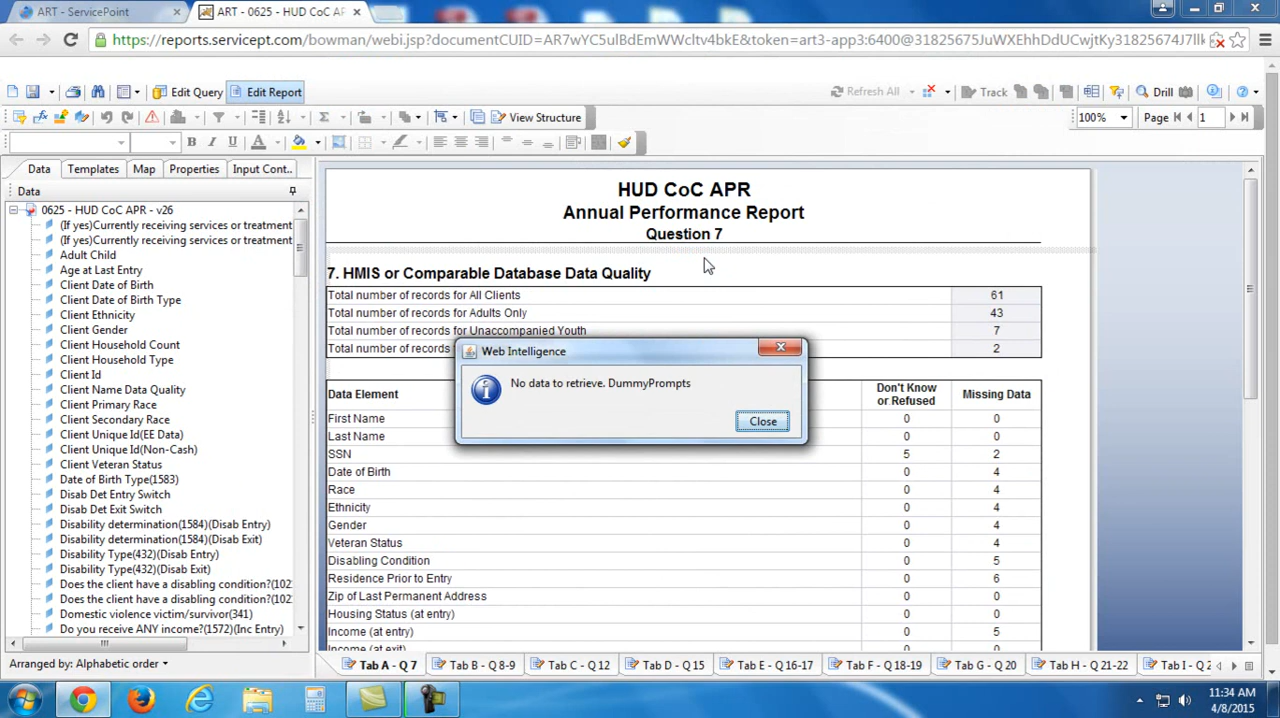 ART - ServicePoint
ART - 0625 - HUD CoC AP
https://reports.servicept.com/bowman/webi.jsp?documentCUID=
Edit Query
Edit Report
Refresh All
Track
Drill
View Structure
100%
Page
1
Data
Templates
Map
Properties
Input Cont..
Data
0625 - HUD CoC APR - v26
(If yes)Currently receiving services or treatment
(If yes)Currently receiving services or treatment
Adult Child
Age at Last Entry
Client Date of Birth
Client Date of Birth Type
Client Ethnicity
Client Gender
Client Household Count
Client Household Type
Client Id
Client Name Data Quality
Client Primary Race
Client Secondary Race
Client Unique Id(EE Data)
Client Unique Id(Non-Cash)
Client Veteran Status
Date of Birth Type(1583)
Disab Det Entry Switch
Disab Det Exit Switch
Disability determination(1584)(Disab Entry)
Disability determination(1584)(Disab Exit)
Disability Type(432)(Disab Entry)
Disability Type(432)(Disab Exit)
Does the client have a disabling condition?(102
Does the client have a disabling condition?(102
Domestic violence victim/survivor(341)
Do you receive ANY income?(1572)(Inc Entry)
Arranged by: Alphabetic order
HUD CoC APR
Annual Performance Report
Question 7
7. HMIS or Comparable Database Data Quality
Total number of records for All Clients 61
Total number of records for Adults Only 43
Total number of records for Unaccompanied Youth 7
Total number of records 2
Web Intelligence
No data to retrieve. DummyPrompts
Close
Data Element Don't Know or Refused Missing Data
First Name 0 0
Last Name 0 0
SSN 5 2
Date of Birth 0 4
Race 0 4
Ethnicity 0 4
Gender 0 4
Veteran Status 0 4
Disabling Condition 0 5
Residence Prior to Entry 0 6
Zip of Last Permanent Address 0 0
Housing Status (at entry) 0 0
Income (at entry) 0 5
Income (at exit) 0 0
Tab A - Q 7
Tab B - Q 8-9
Tab C - Q 12
Tab D - Q 15
Tab E - Q 16-17
Tab F - Q 18-19
Tab G - Q 20
Tab H - Q 21-22
Tab I - Q 2
11:34 AM
4/8/2015